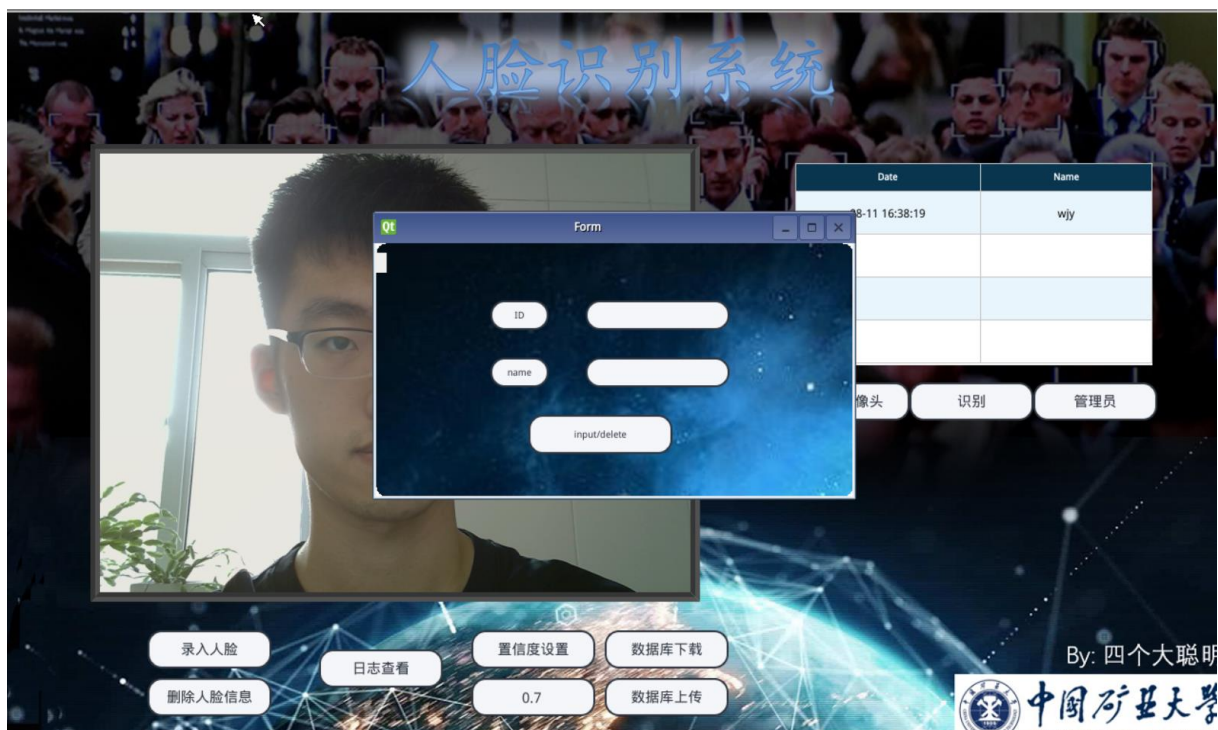 人脸识别系统
Date Name
08-11 16:38:19 wjy
Form
Qt
ID
name
input/delete
像头 识别 管理员
录入人脸 日志查看 置信度设置 数据库下载
删除人脸信息 0.7 数据库上传
By: 四个大聪明
中国矿业大学